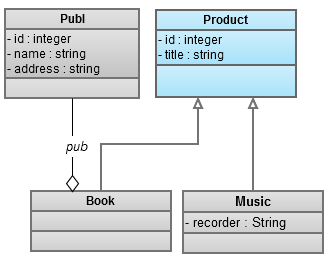 Publ
- id : integer
- name : string
- address : string
Product
- id : integer
- title : string
pub
Book
Music
- recorder : String